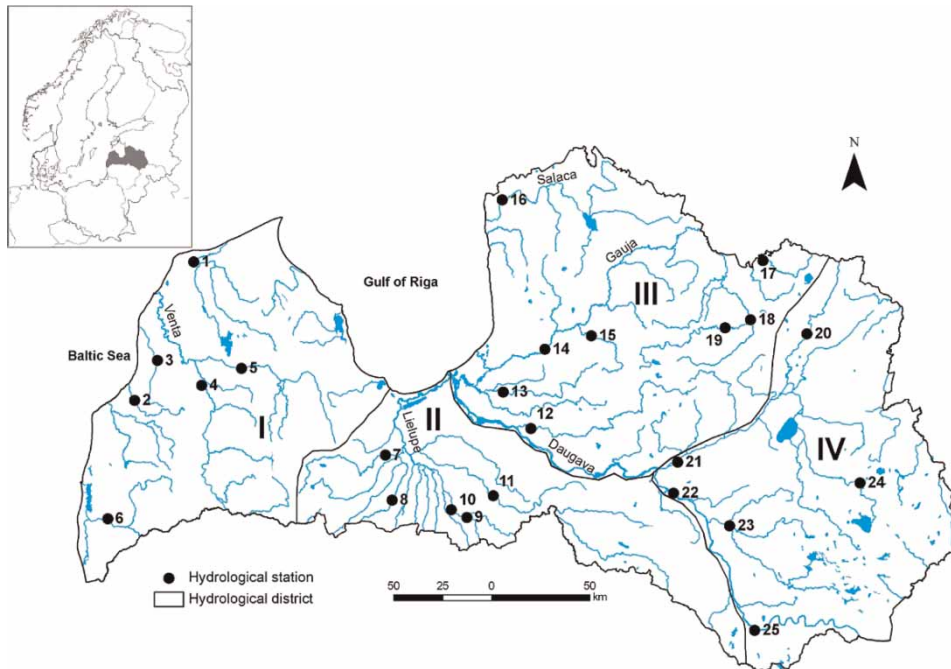 N
Salaca
16
Gauja
17
1
Gulf of Riga
III
Venta
18
20
19
15
14
Baltic Sea
3
5
4
2
13
I
II
Lielupe
12
Daugava
IV
7
21
22
24
8
11
10
9
23
6
Hydrological station
Hydrological district
50 0 50
km
25